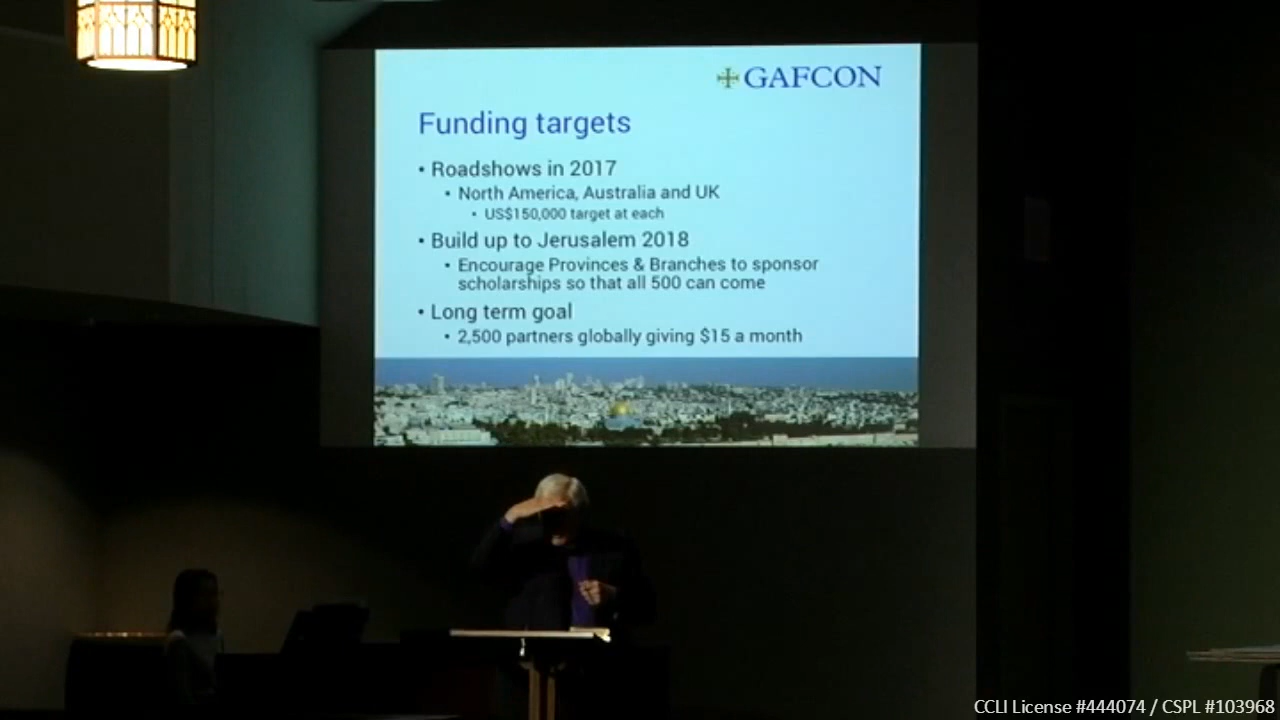 GAFCON
Funding targets
• Roadshows in 2017
• North America, Australia and UK
• US$150,000 target at each
• Build up to Jerusalem 2018
• Encourage Provinces & Branches to sponsor
scholarships so that all 500 can come
• Long term goal
• 2,500 partners globally giving $15 a month
CCLI License #444074 / CSPL #103968